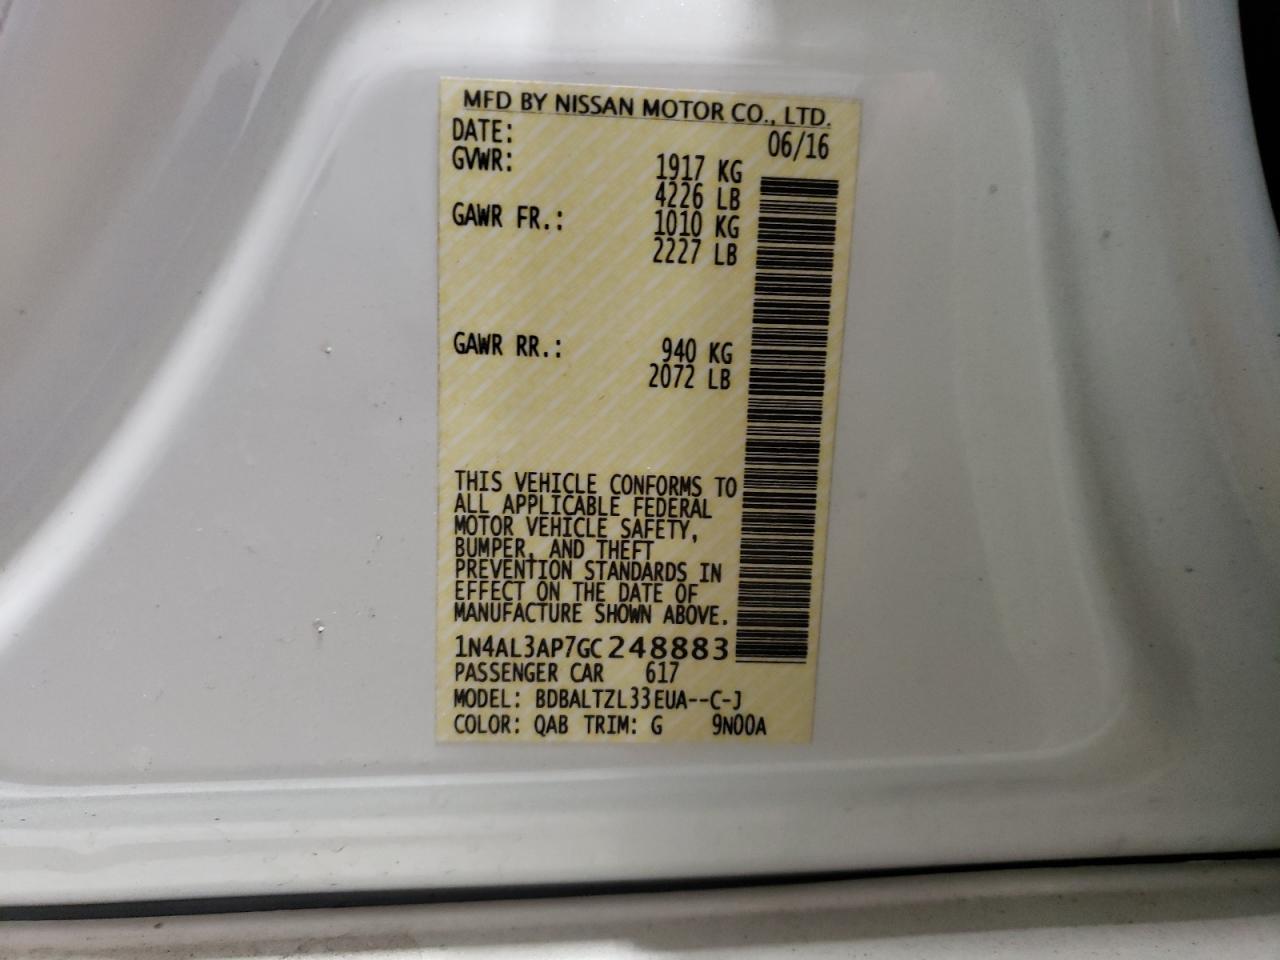 MFD BY NISSAN MOTOR CO., LTD.
DATE: 06/16
GVWR: 1917 KG
4226 LB
GAWR FR.: 1010 KG
2227 LB
GAWR RR.: 940 KG
2072 LB
THIS VEHICLE CONFORMS TO
ALL APPLICABLE FEDERAL
MOTOR VEHICLE SAFETY,
BUMPER, AND THEFT
PREVENTION STANDARDS IN
EFFECT ON THE DATE OF
MANUFACTURE SHOWN ABOVE.
1N4AL3AP7GC248883
PASSENGER CAR 617
MODEL: BDBALTZL33EUA--C-J
COLOR: QAB TRIM: G 9N00A